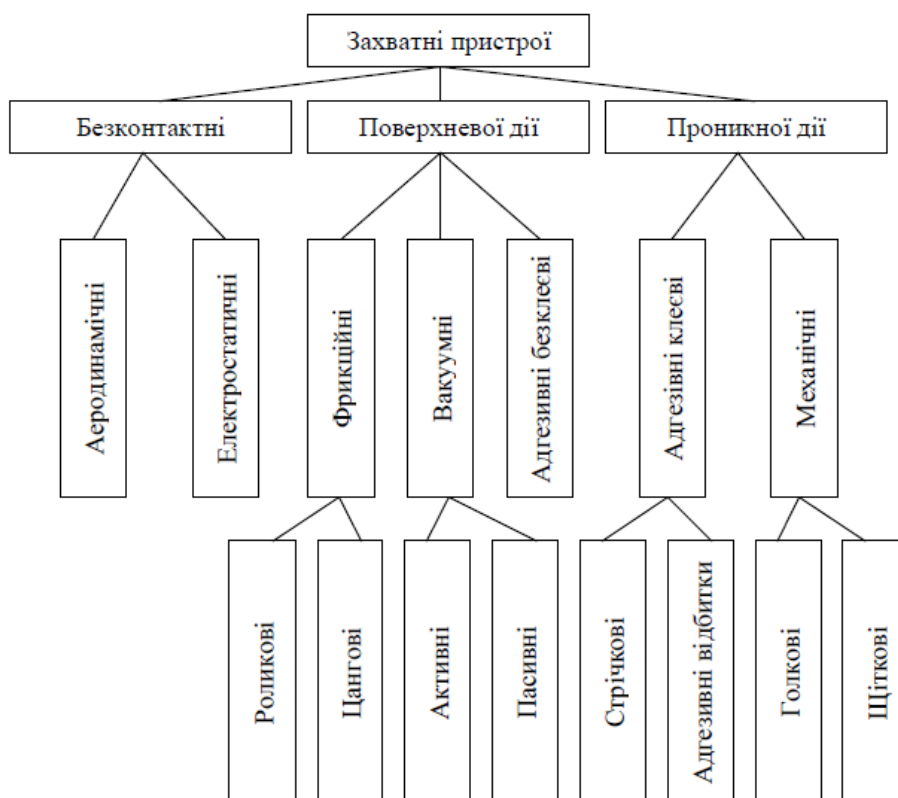 Захватні пристрої
Безконтактні
Поверхневої дії
Проникної дії
Аеродинамічні
Електростатичні
Фрикційні
Вакуумні
Адгезивні безклеєві
Адгезівні клеєві
Механічні
Роликові
Цангові
Активні
Пасивні
Стрічкові
Адгезивні відбитки
Голкові
Щіткові